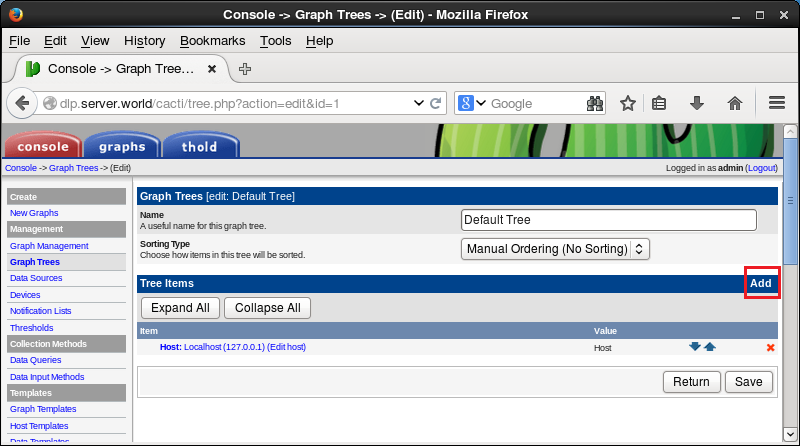 Console -> Graph Trees -> (Edit) - Mozilla Firefox
File Edit View History Bookmarks Tools Help
Console -> Graph Tree...
dlp.server.world/cacti/tree.php?action=edit&id=1
Google
console graphs thold
Console -> Graph Trees -> (Edit)
Logged in as admin (Logout)
Create
New Graphs
Management
Graph Management
Graph Trees
Data Sources
Devices
Notification Lists
Thresholds
Collection Methods
Data Queries
Data Input Methods
Templates
Graph Templates
Host Templates
Data Templates
Graph Trees [edit: Default Tree]
Name
A useful name for this graph tree.
Default Tree
Sorting Type
Choose how items in this tree will be sorted.
Manual Ordering (No Sorting)
Tree Items Add
Expand All Collapse All
Item Value
Host: Localhost (127.0.0.1) (Edit host) Host
Return Save